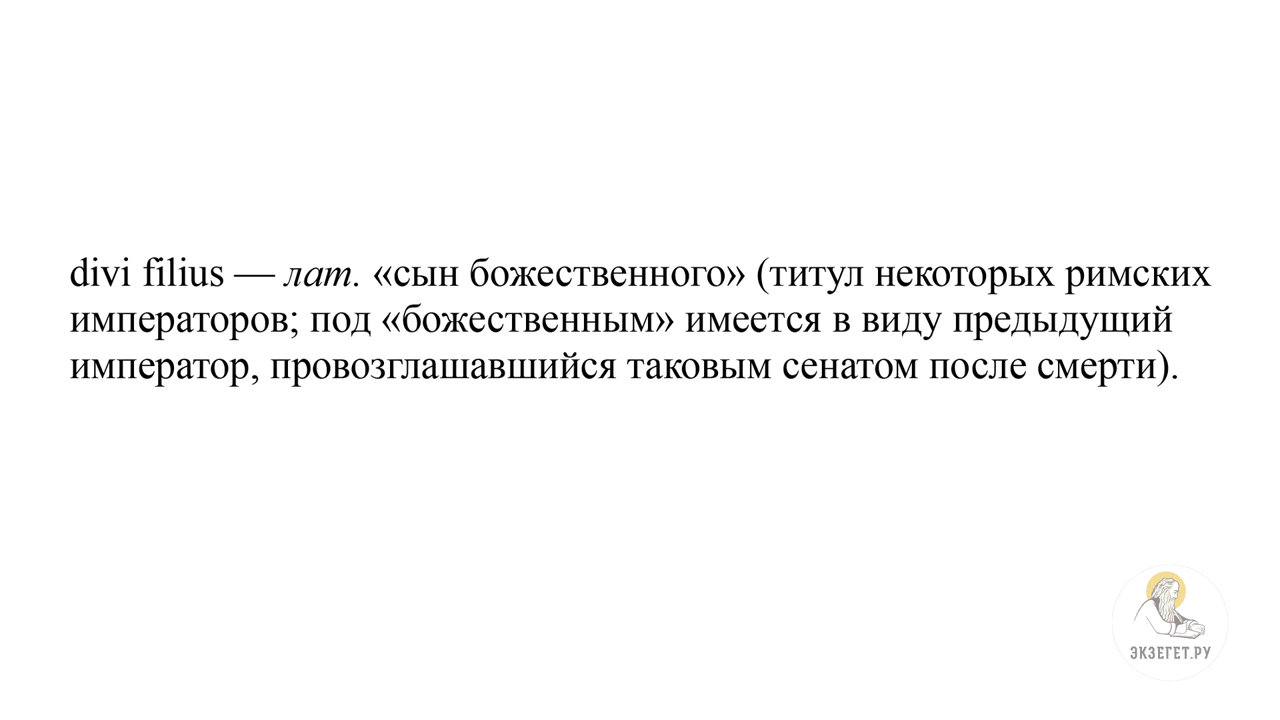 divi filius — лат. «сын божественного» (титул некоторых римских
императоров; под «божественным» имеется в виду предыдущий
император, провозглашавшийся таковым сенатом после смерти).
ЭКЗЕГЕТ.РУ